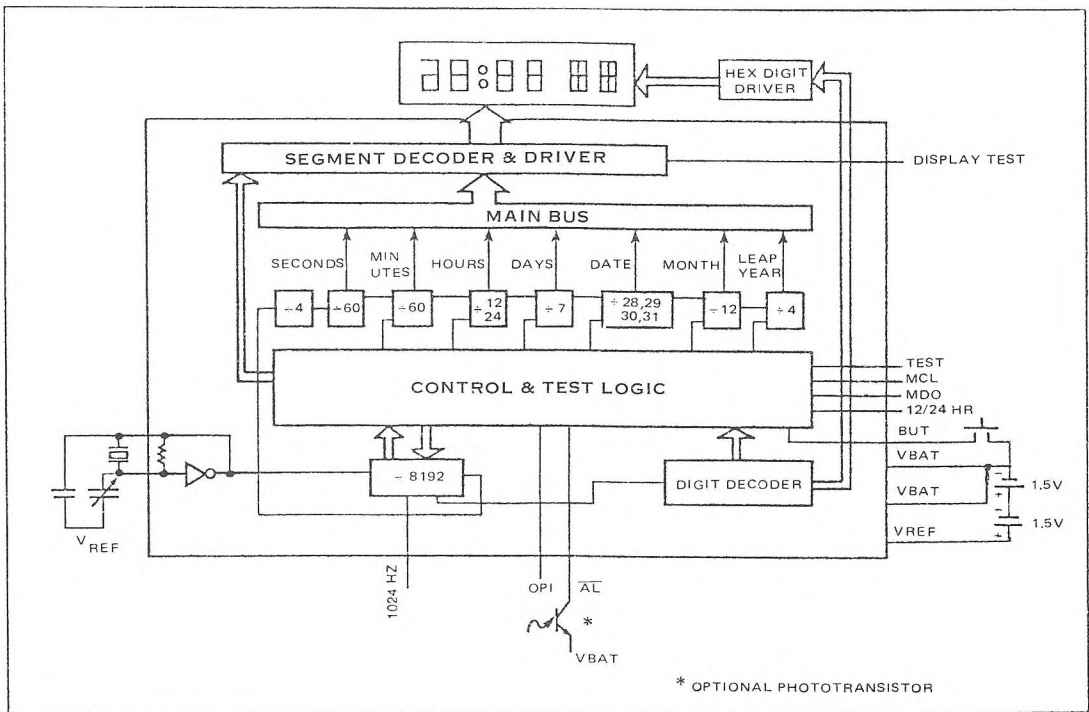 HEX DIGIT
DRIVER
SEGMENT DECODER & DRIVER
DISPLAY TEST
MAIN BUS
SECONDS
MIN
UTES
HOURS
DAYS
DATE
MONTH
LEAP
YEAR
÷4
÷60
÷60
÷ 12
24
÷7
÷ 28,29
30,31
÷12
÷4
CONTROL & TEST LOGIC
TEST
MCL
MDO
12/24 HR
BUT
VBAT
VBAT
VREF
− 8192
DIGIT DECODER
− 1.5V
+
− 1.5V
+
VREF
1024 HZ
OPI
AL
*
VBAT
* OPTIONAL PHOTOTRANSISTOR